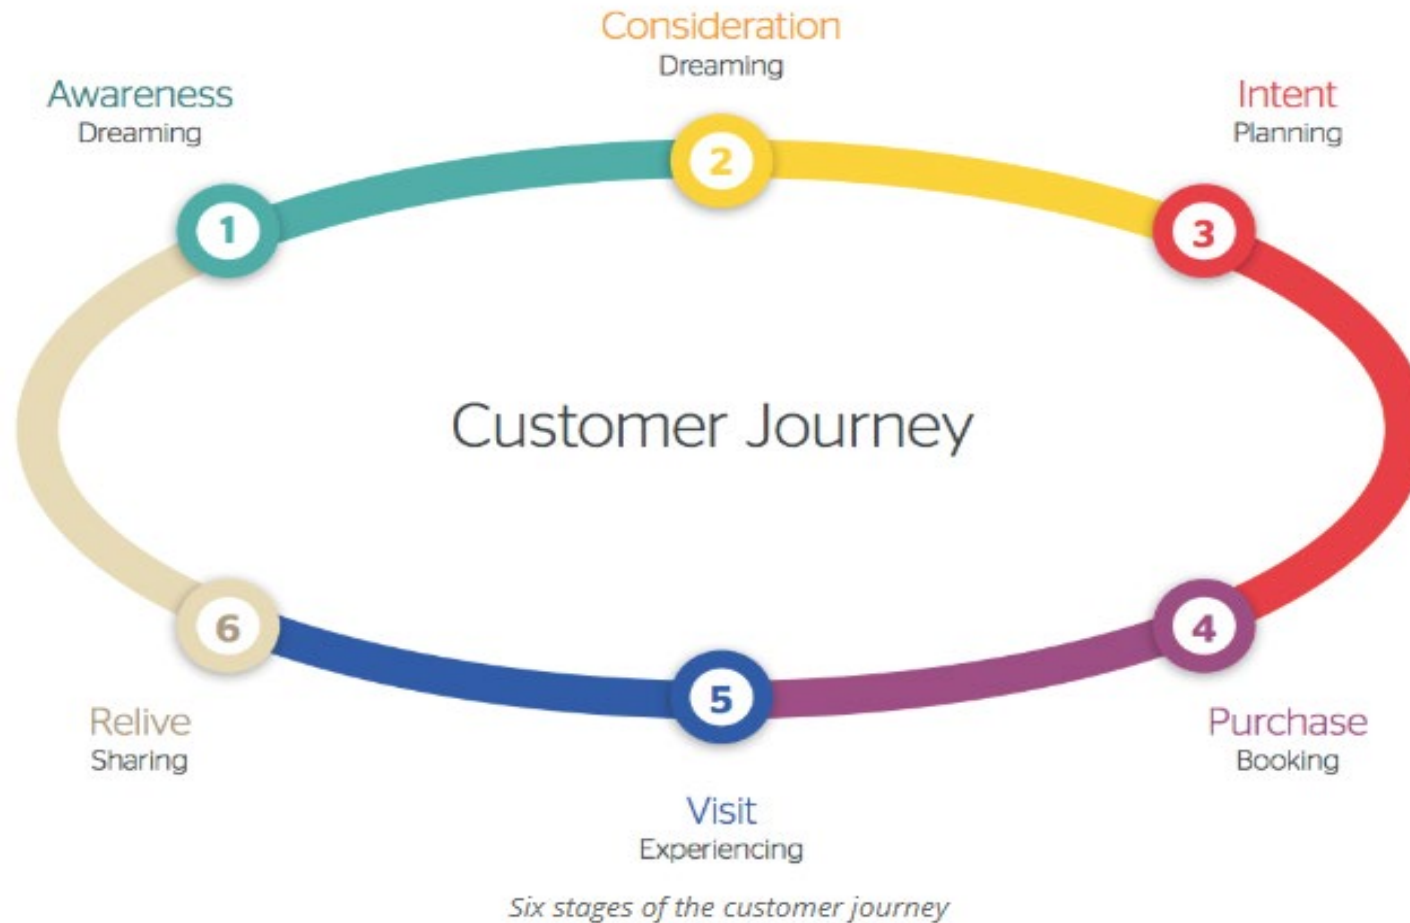 Consideration
Dreaming
Awareness
Dreaming
Intent
Planning
2
1
3
Customer Journey
6
4
5
Relive
Sharing
Purchase
Booking
Visit
Experiencing
Six stages of the customer journey